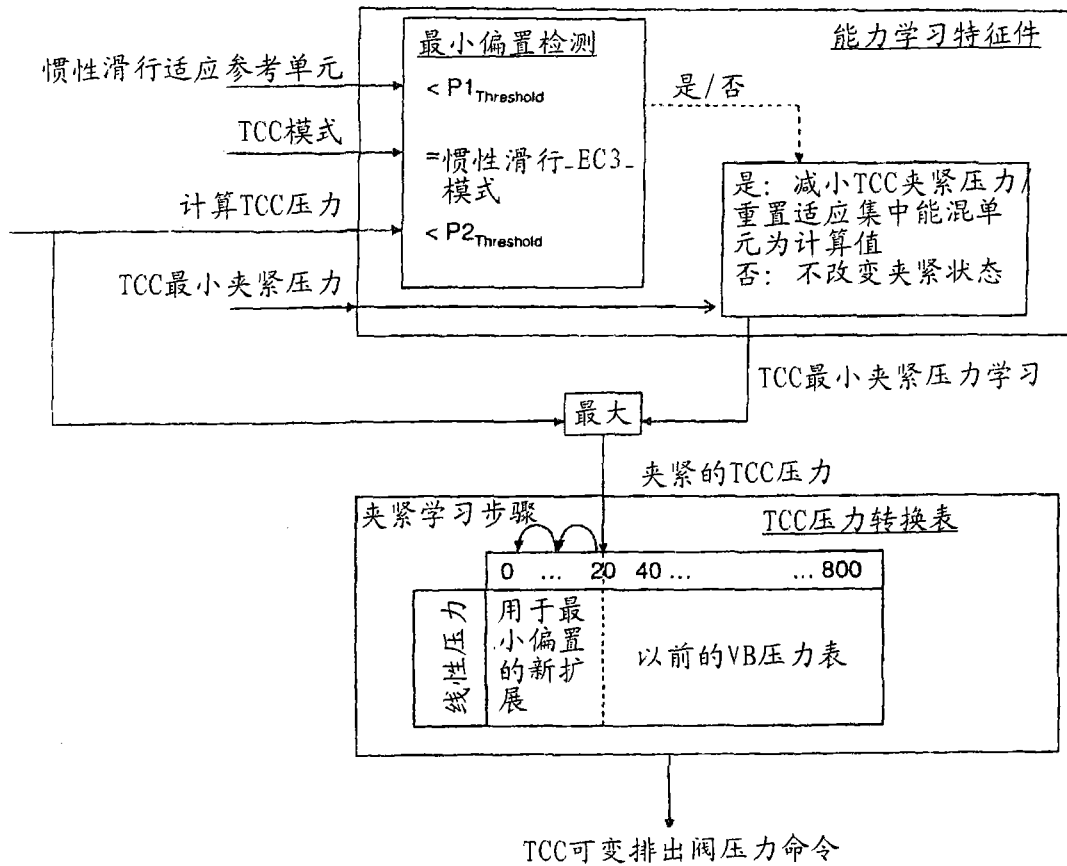 能力学习特征件
最小偏置检测
惯性滑行适应参考单元
< P1Threshold
是/否
TCC模式
=惯性滑行_EC3_
模式
计算TCC压力
< P2Threshold
是: 减小TCC夹紧压力/
重置适应集中能混单
元为计算值
否: 不改变夹紧状态
TCC最小夹紧压力
TCC最小夹紧压力学习
最大
夹紧的TCC压力
夹紧学习步骤
TCC压力转换表
0 ... 20 40 ... ... 800
线性压力
用于最
小偏置
的新扩
展
以前的VB压力表
TCC可变排出阀压力命令